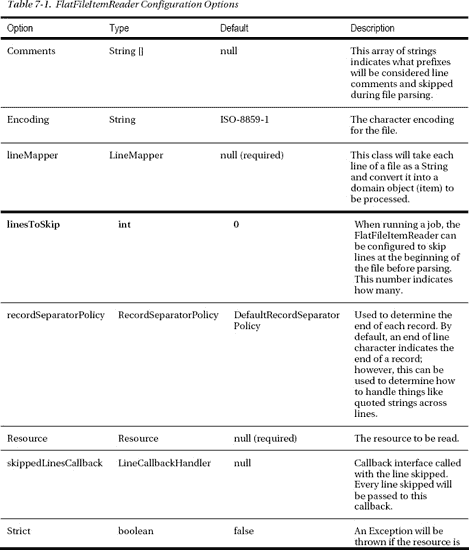 Table 7-1. FlatFileItemReader Configuration Options
Option Type Default Description
Comments String [] null This array of strings
indicates what prefixes
will be considered line
comments and skipped
during file parsing.
Encoding String ISO-8859-1 The character encoding
for the file.
lineMapper LineMapper null (required) This class will take each
line of a file as a String
and convert it into a
domain object (item) to
be processed.
linesToSkip int 0 When running a job, the
FlatFileItemReader can
be configured to skip
lines at the beginning of
the file before parsing.
This number indicates
how many.
recordSeparatorPolicy RecordSeparatorPolicy DefaultRecordSeparator Used to determine the
Policy end of each record. By
default, an end of line
character indicates the
end of a record;
however, this can be
used to determine how
to handle things like
quoted strings across
lines.
Resource Resource null (required) The resource to be read.
skippedLinesCallback LineCallbackHandler null Callback interface called
with the line skipped.
Every line skipped will
be passed to this
callback.
Strict boolean false An Exception will be
thrown if the resource is